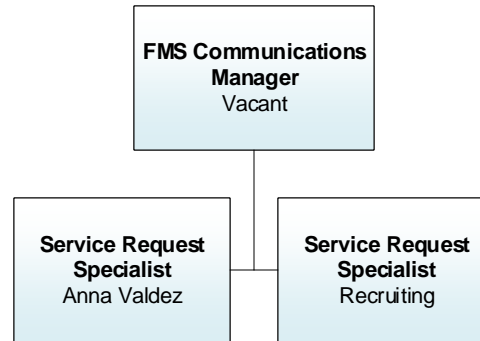 FMS Communications
Manager
Vacant
Service Request
Specialist
Anna Valdez
Service Request
Specialist
Recruiting